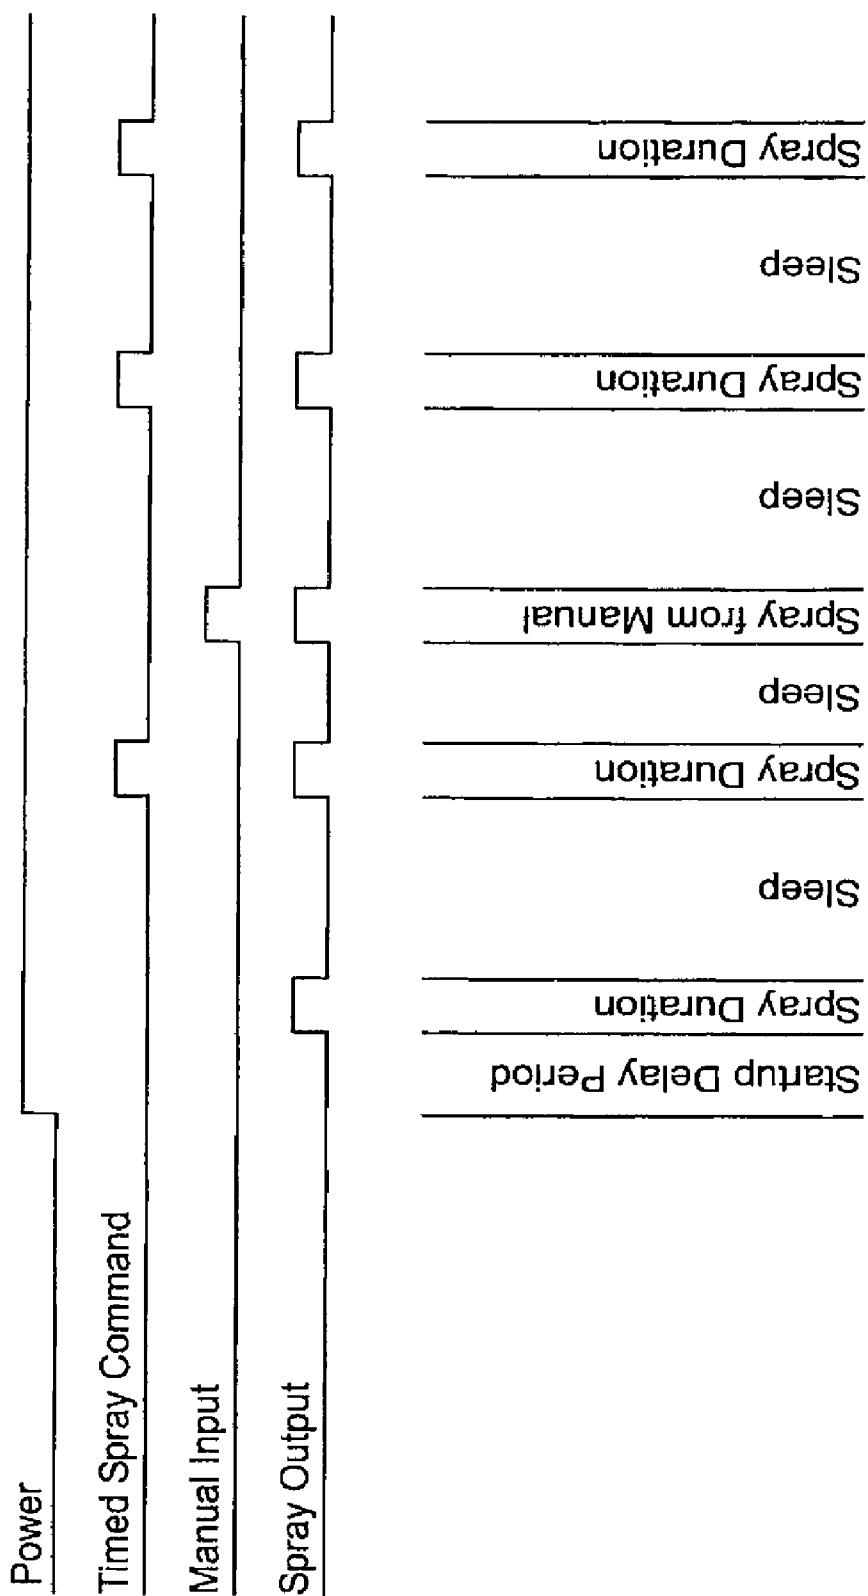 Power
Timed Spray Command
Manual Input
Spray Output
Startup Delay Period
Spray Duration
Sleep
Spray Duration
Sleep
Spray from Manual
Sleep
Spray Duration
Sleep
Spray Duration